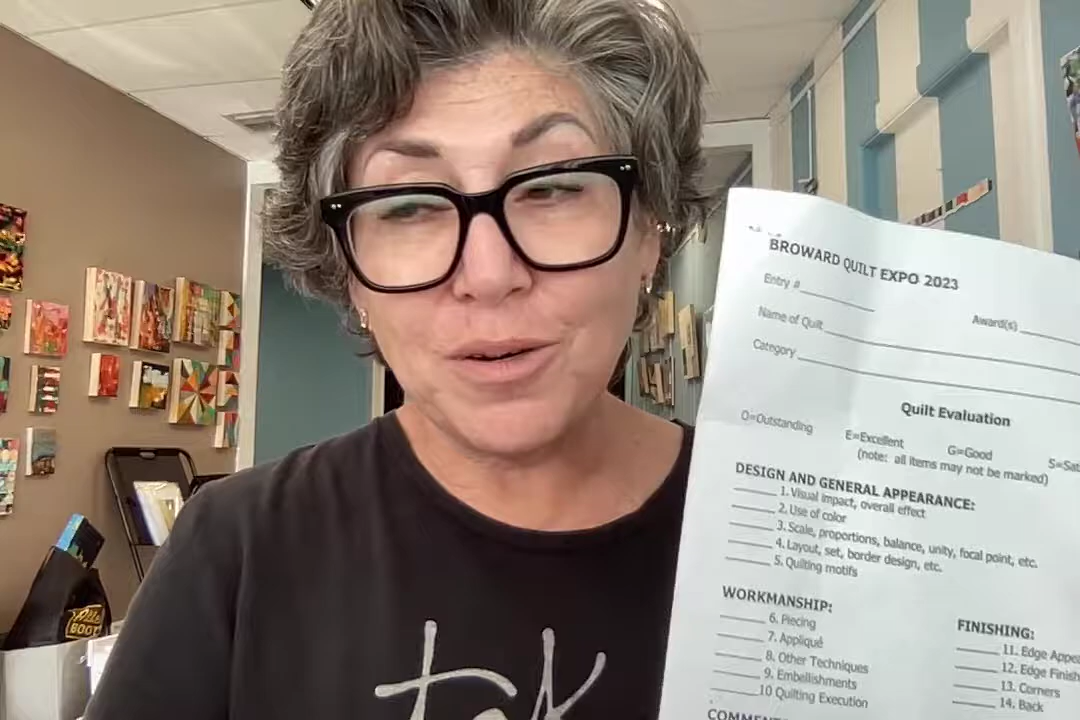 BROWARD QUILT EXPO 2023
Entry #
Award(s)
Name of Quilt
Category
Quilt Evaluation
O=Outstanding E=Excellent G=Good
(note: all items may not be marked)
DESIGN AND GENERAL APPEARANCE:
1. Visual impact, overall effect
2. Use of color
3. Scale, proportions, balance, unity, focal point, etc.
4. Layout, set, border design, etc.
5. Quilting motifs
WORKMANSHIP:
6. Piecing
7. Appliqué
8. Other Techniques
9. Embellishments
10 Quilting Execution
FINISHING:
11. Edge
12. Edge
13. Corners
14. Back